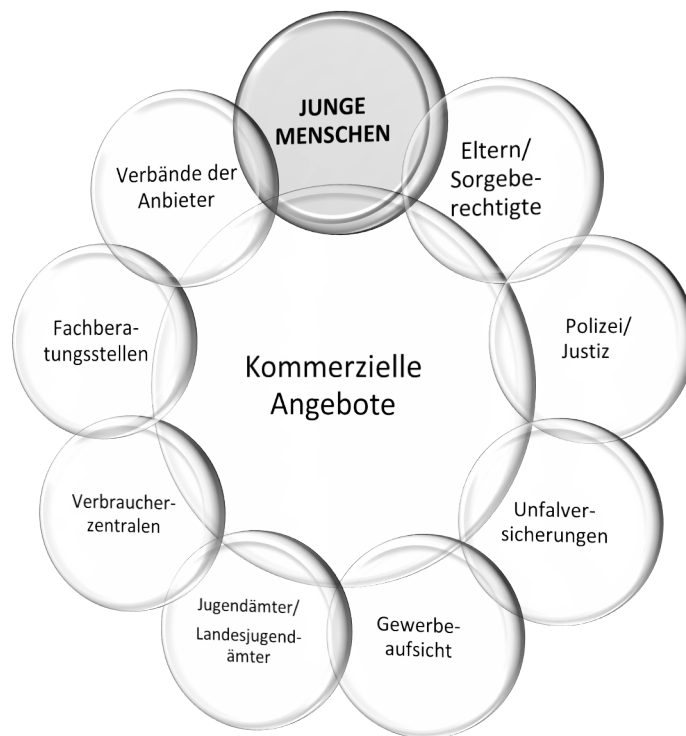 JUNGE
MENSCHEN
Eltern/
Sorgebe-
rechtigte
Polizei/
Justiz
Unfalver-
sicherungen
Gewerbe-
aufsicht
Jugendämter/
Landesjugend-
ämter
Verbraucher-
zentralen
Fachbera-
tungsstellen
Verbände der
Anbieter
Kommerzielle
Angebote